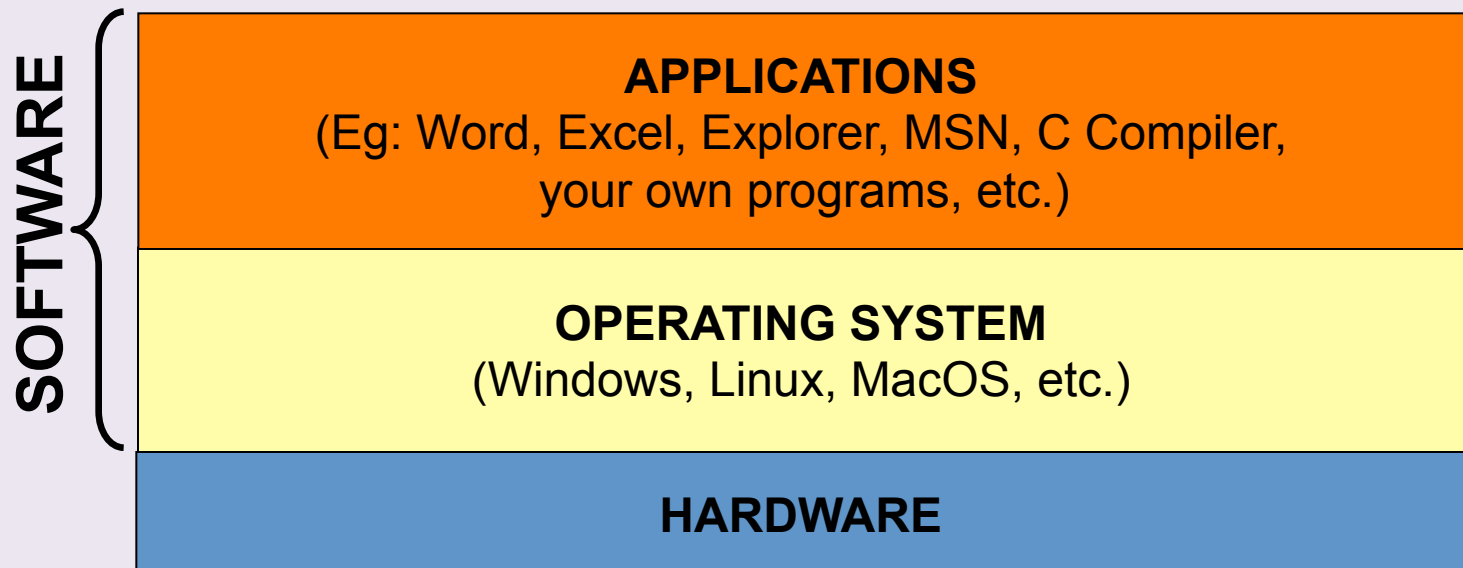 SOFTWARE
APPLICATIONS
(Eg: Word, Excel, Explorer, MSN, C Compiler,
your own programs, etc.)
OPERATING SYSTEM
(Windows, Linux, MacOS, etc.)
HARDWARE